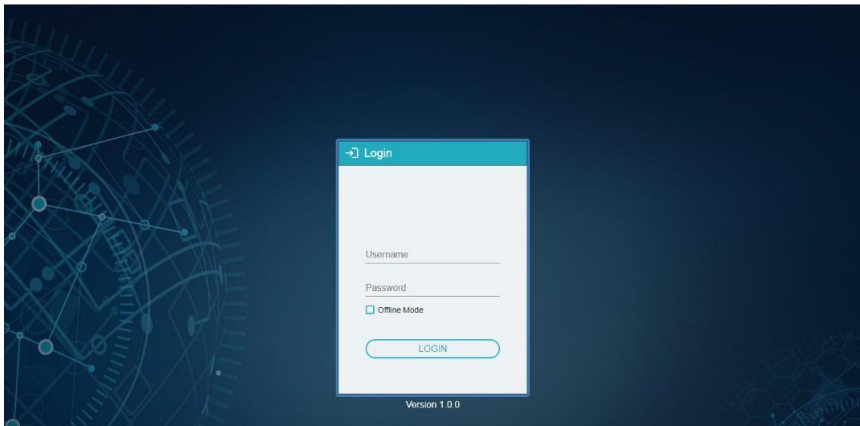 Login
Username
Password
Offline Mode
LOGIN
Version 1.0.0